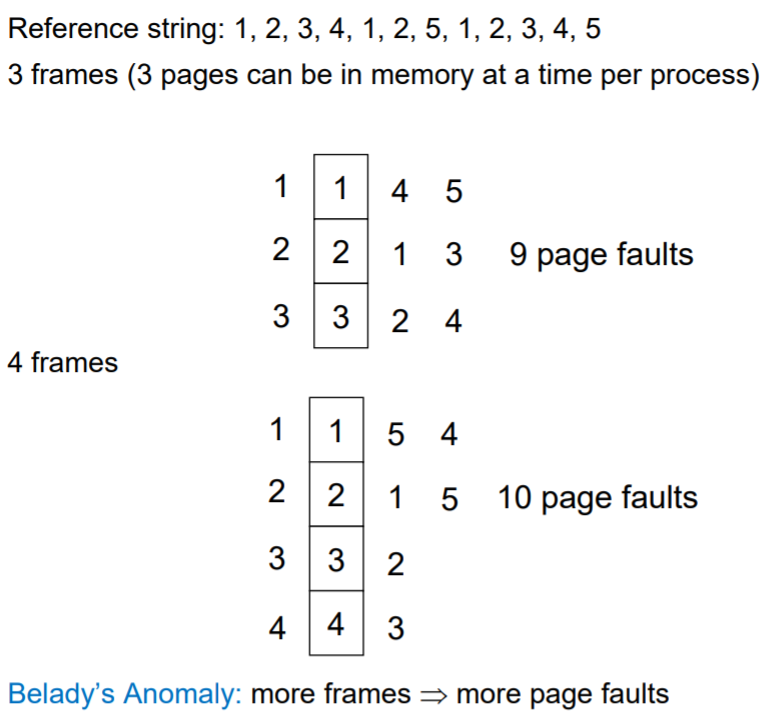 Reference string: 1, 2, 3, 4, 1, 2, 5, 1, 2, 3, 4, 5
3 frames (3 pages can be in memory at a time per process)
1 1 4 5
2 2 1 3 9 page faults
3 3 2 4
4 frames
1 1 5 4
2 2 1 5 10 page faults
3 3 2
4 4 3
Belady’s Anomaly: more frames ⇒ more page faults